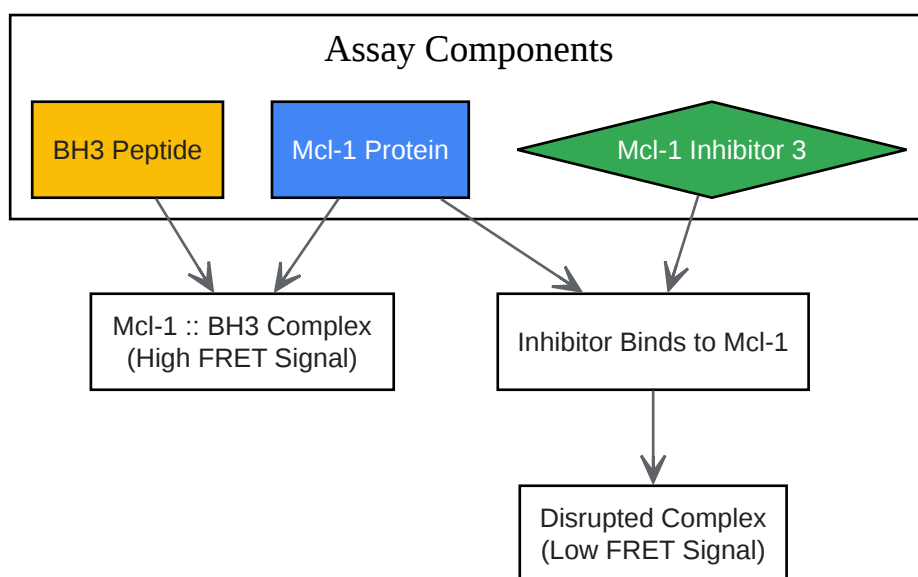 Assay Components
BH3 Peptide
Mcl-1 Protein
Mcl-1 Inhibitor 3
Mcl-1 :: BH3 Complex
(High FRET Signal)
Inhibitor Binds to Mcl-1
Disrupted Complex
(Low FRET Signal)